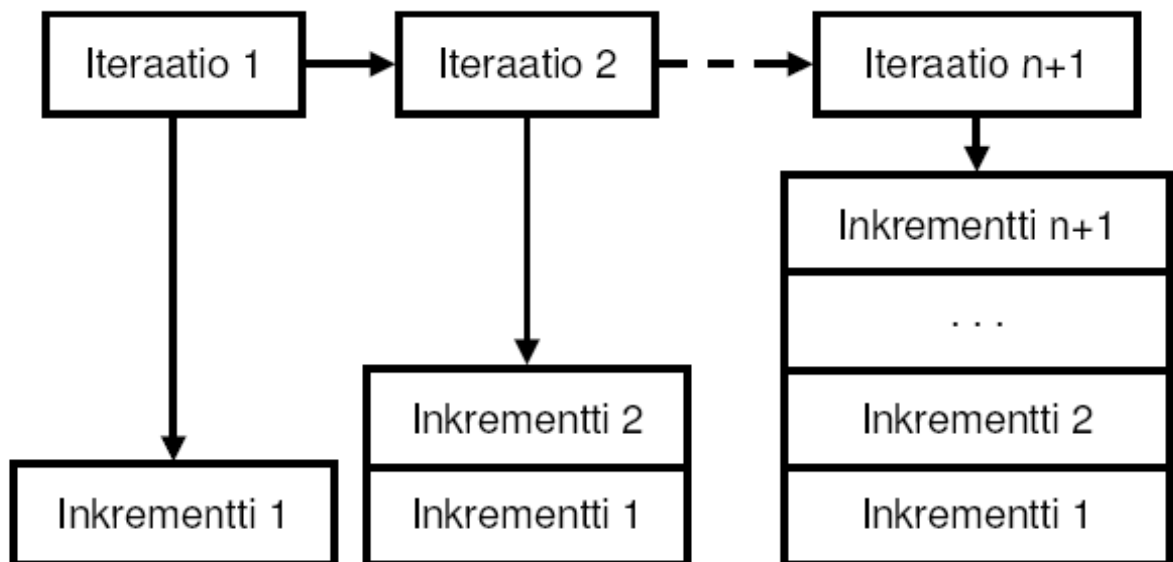 Iteraatio 1
Iteraatio 2
Iteraatio n+1
Inkrementti n+1
. . .
Inkrementti 2
Inkrementti 2
Inkrementti 1
Inkrementti 1
Inkrementti 1